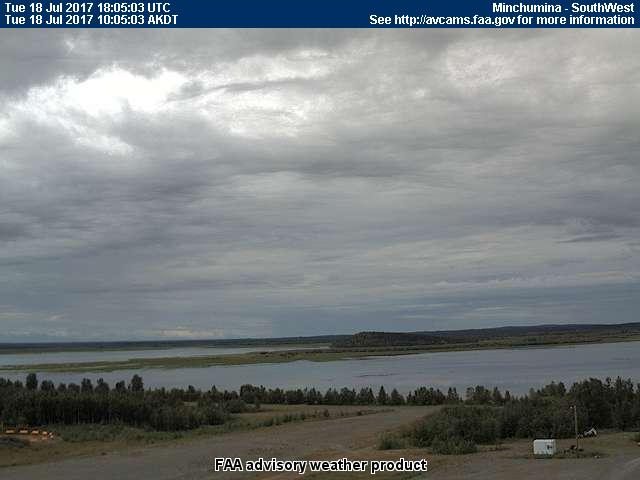 Tue 18 Jul 2017 18:05:03 UTC
Minchumina - SouthWest
Tue 18 Jul 2017 10:05:03 AKDT
See http://avcams.faa.gov for more information
FAA advisory weather product